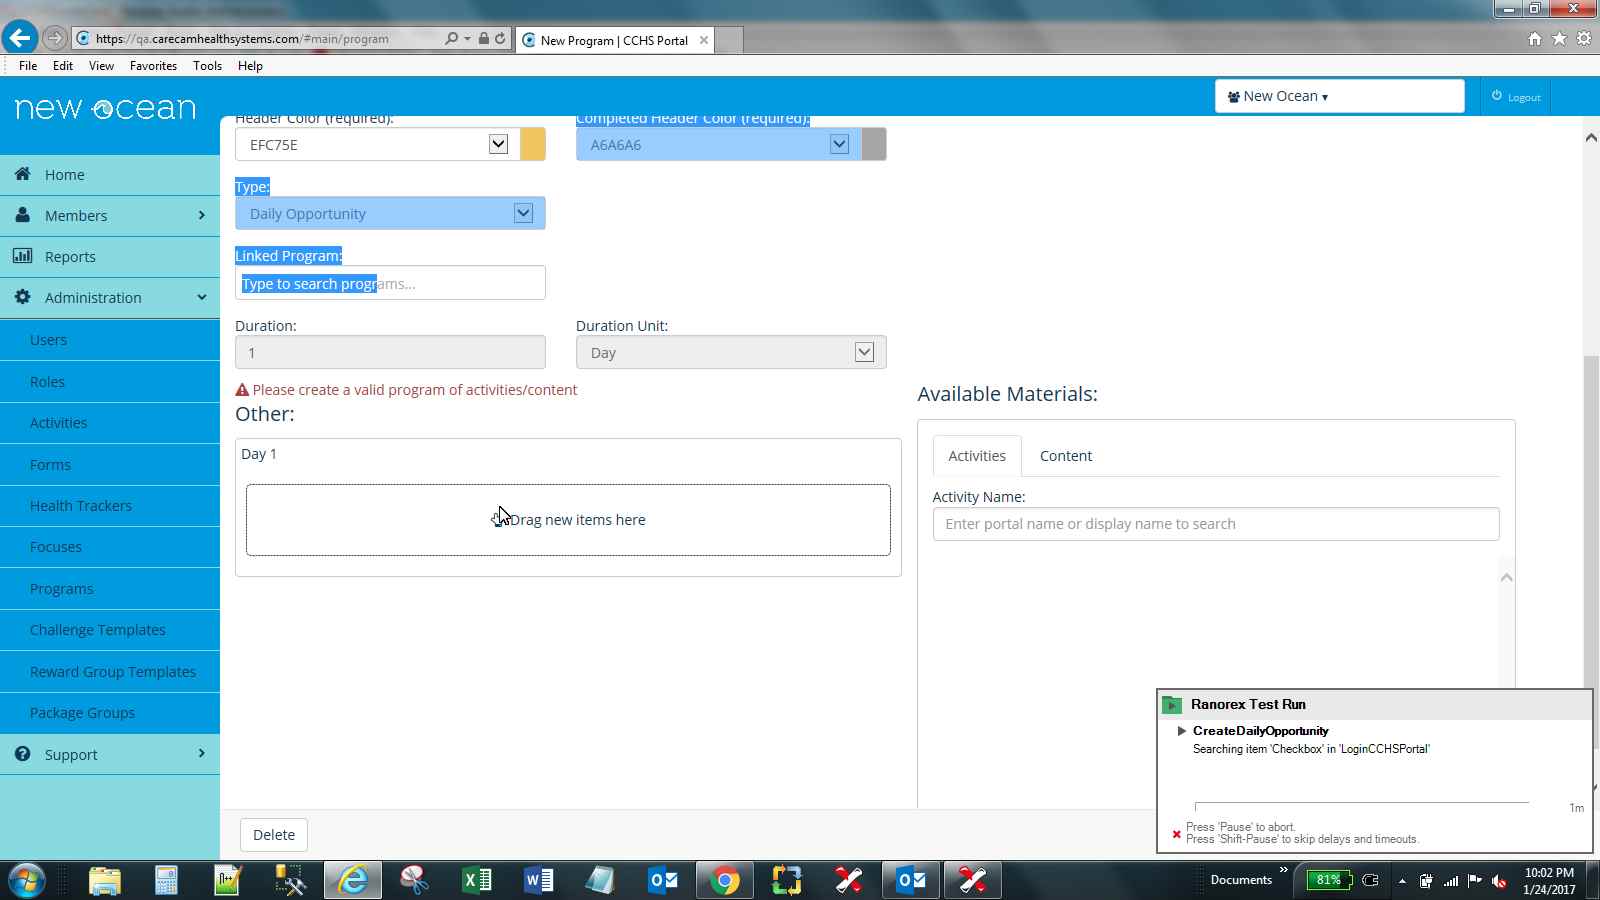 https://qa.carecamhealthsystems.com/#main/program
New Program | CCHS Portal
File Edit View Favorites Tools Help
new ocean
New Ocean
Logout
Header Color (required):
Completed Header Color (required):
EFC75E
A6A6A6
Home
Members
Reports
Administration
Users
Roles
Activities
Forms
Health Trackers
Focuses
Programs
Challenge Templates
Reward Group Templates
Package Groups
Support
Type:
Daily Opportunity
Linked Program:
Type to search programs...
Duration:
Duration Unit:
1
Day
Please create a valid program of activities/content
Other:
Day 1
Drag new items here
Available Materials:
Activities
Content
Activity Name:
Enter portal name or display name to search
Delete
Ranorex Test Run
CreateDailyOpportunity
Searching item 'Checkbox' in 'LoginCCHSPortal'
1m
Press 'Pause' to abort.
Press 'Shift-Pause' to skip delays and timeouts.
Documents
81%
10:02 PM
1/24/2017